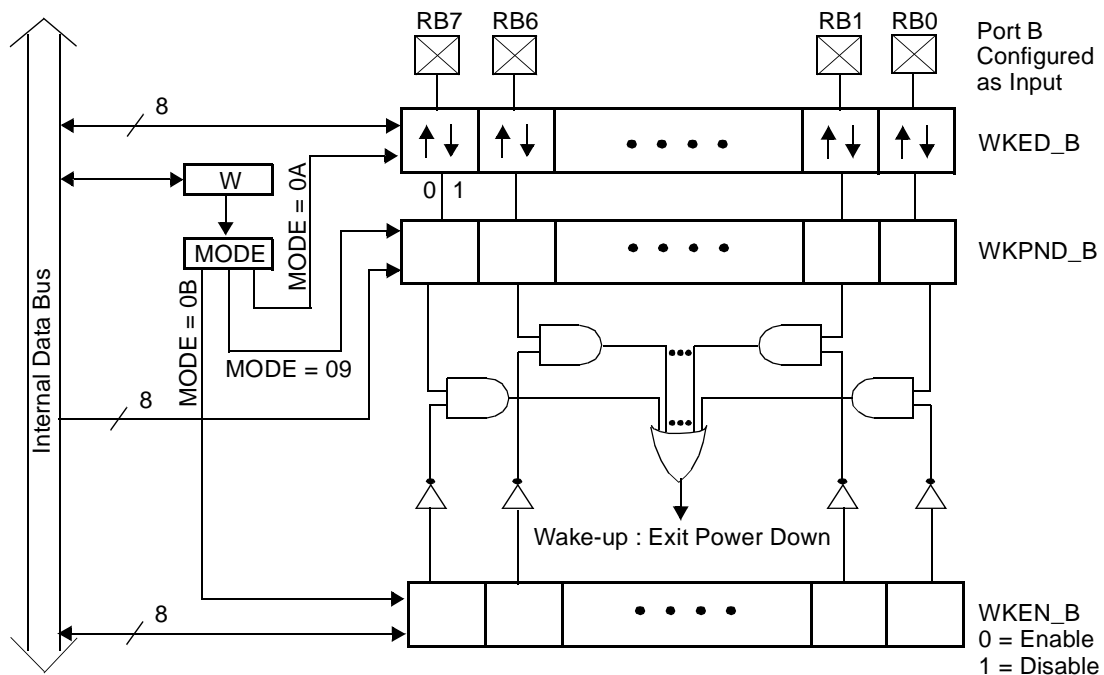 RB7 RB6 RB1 RB0
Port B
Configured
as Input
8
WKED_B
W
MODE = 0A
0 1
MODE
WKPND_B
MODE = 0B
MODE = 09
8
Internal Data Bus
Wake-up : Exit Power Down
8
WKEN_B
0 = Enable
1 = Disable